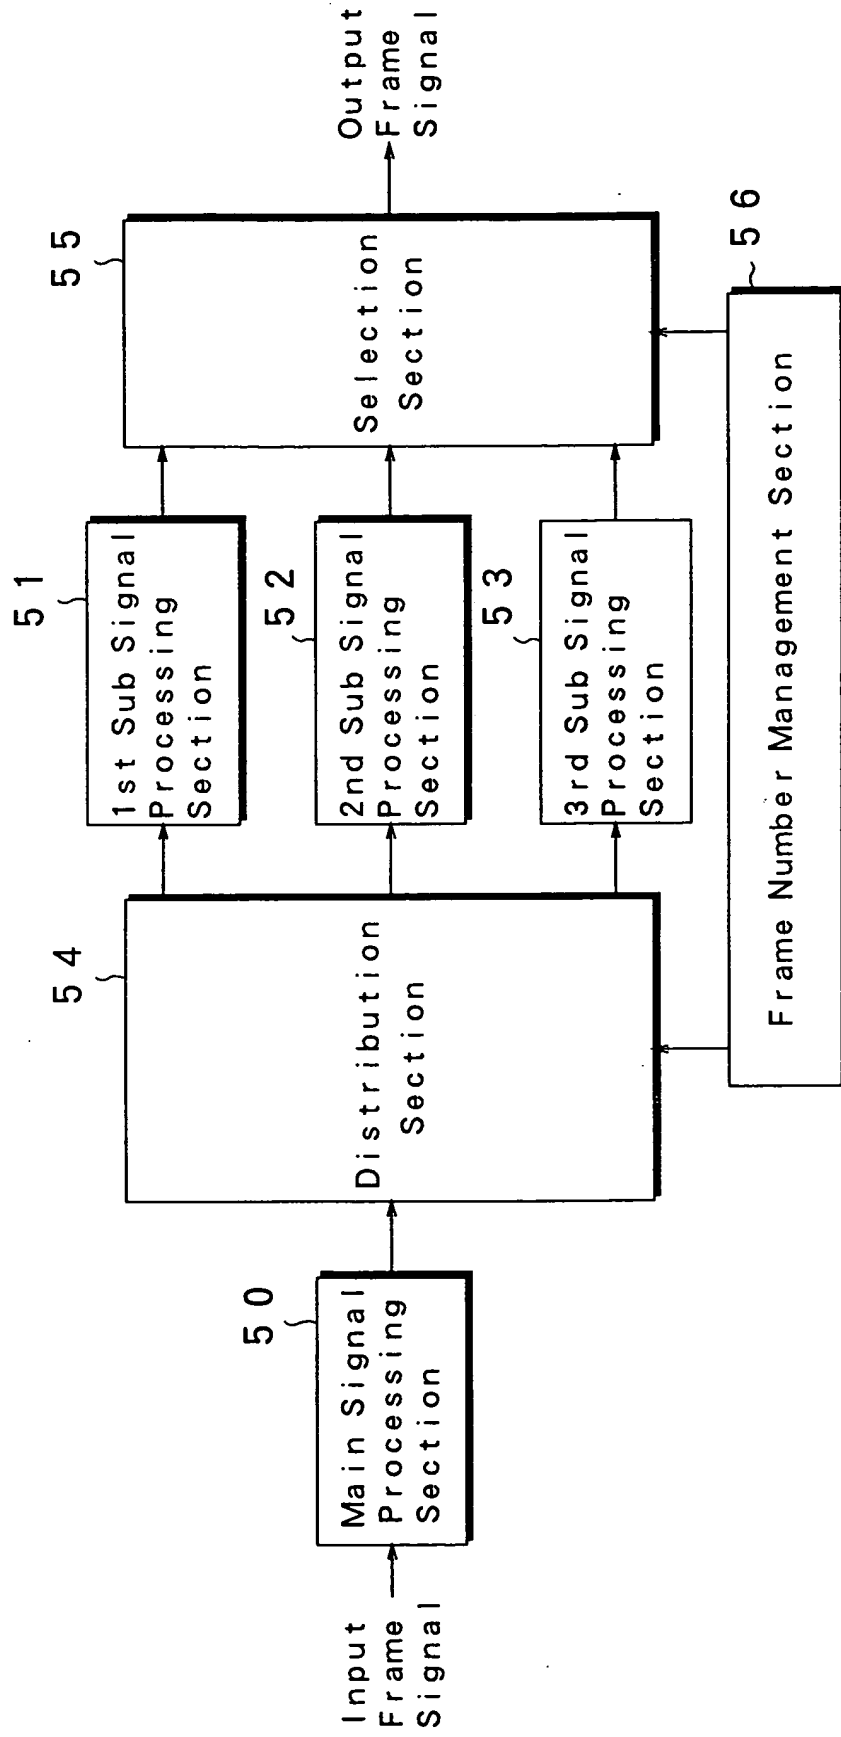 Input
Frame
Signal
50
Main Signal
Processing
Section
54
Distribution
Section
51
1st Sub Signal
Processing
Section
52
2nd Sub Signal
Processing
Section
53
3rd Sub Signal
Processing
Section
55
Selection
Section
Output
Frame
Signal
56
Frame Number Management Section